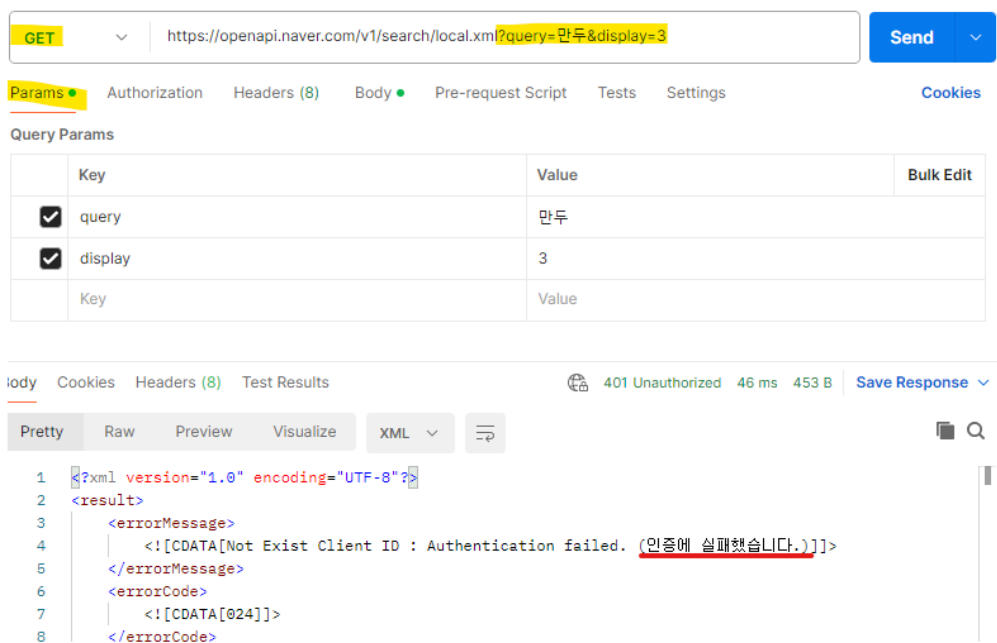 GET https://openapi.naver.com/v1/search/local.xml?query=만두&display=3 Send
Params Authorization Headers (8) Body Pre-request Script Tests Settings Cookies
Query Params
Key Value Bulk Edit
query 만두
display 3
Key Value
Body Cookies Headers (8) Test Results 401 Unauthorized 46 ms 453 B Save Response
Pretty Raw Preview Visualize XML
1 <?xml version="1.0" encoding="UTF-8"?>
2 <result>
3 <errorMessage>
4 <![CDATA[Not Exist Client ID : Authentication failed. (인증에 실패했습니다.)]]>
5 </errorMessage>
6 <errorCode>
7 <![CDATA[024]]>
8 </errorCode>